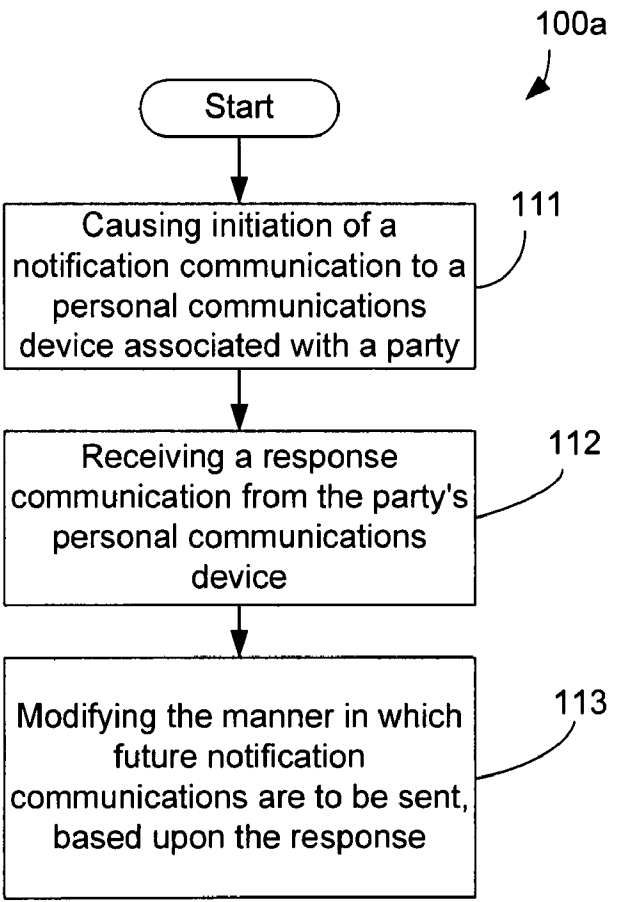 100a
Start
111
Causing initiation of a
notification communication to a
personal communications
device associated with a party
112
Receiving a response
communication from the party's
personal communications
device
113
Modifying the manner in which
future notification
communications are to be sent,
based upon the response